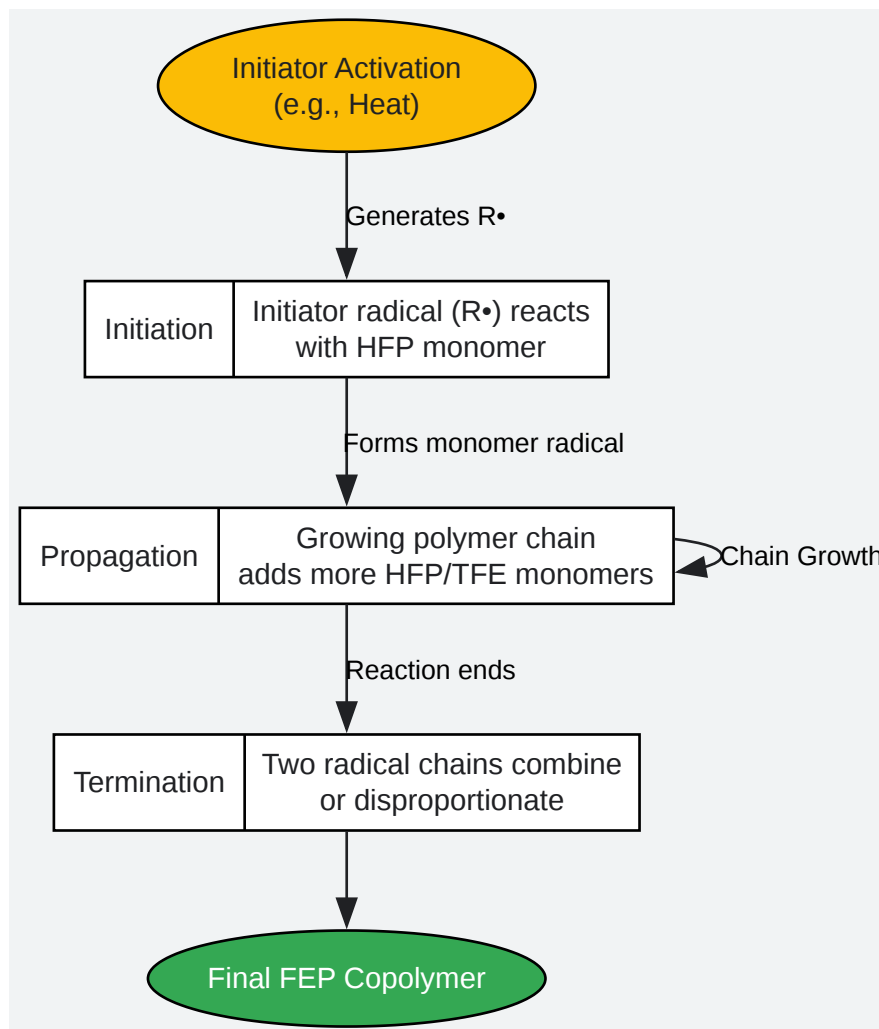 Initiator Activation
(e.g., Heat)
Generates R•
Initiation
Initiator radical (R•) reacts
with HFP monomer
Forms monomer radical
Propagation
Growing polymer chain
adds more HFP/TFE monomers
Chain Growth
Reaction ends
Termination
Two radical chains combine
or disproportionate
Final FEP Copolymer